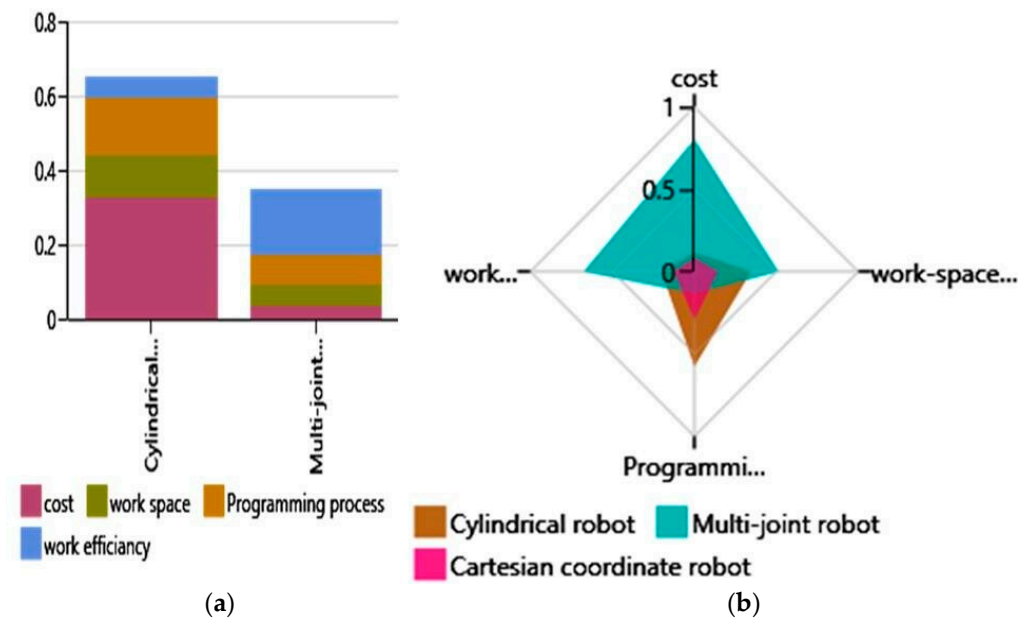 0.8
0.6
0.4
0.2
0
Cylindrical...
Multi-joint...
cost work space Programming process
work efficiancy
(a)
cost
1
0.5
0
work...
work-space...
Programmi...
Cylindrical robot Multi-joint robot
Cartesian coordinate robot
(b)